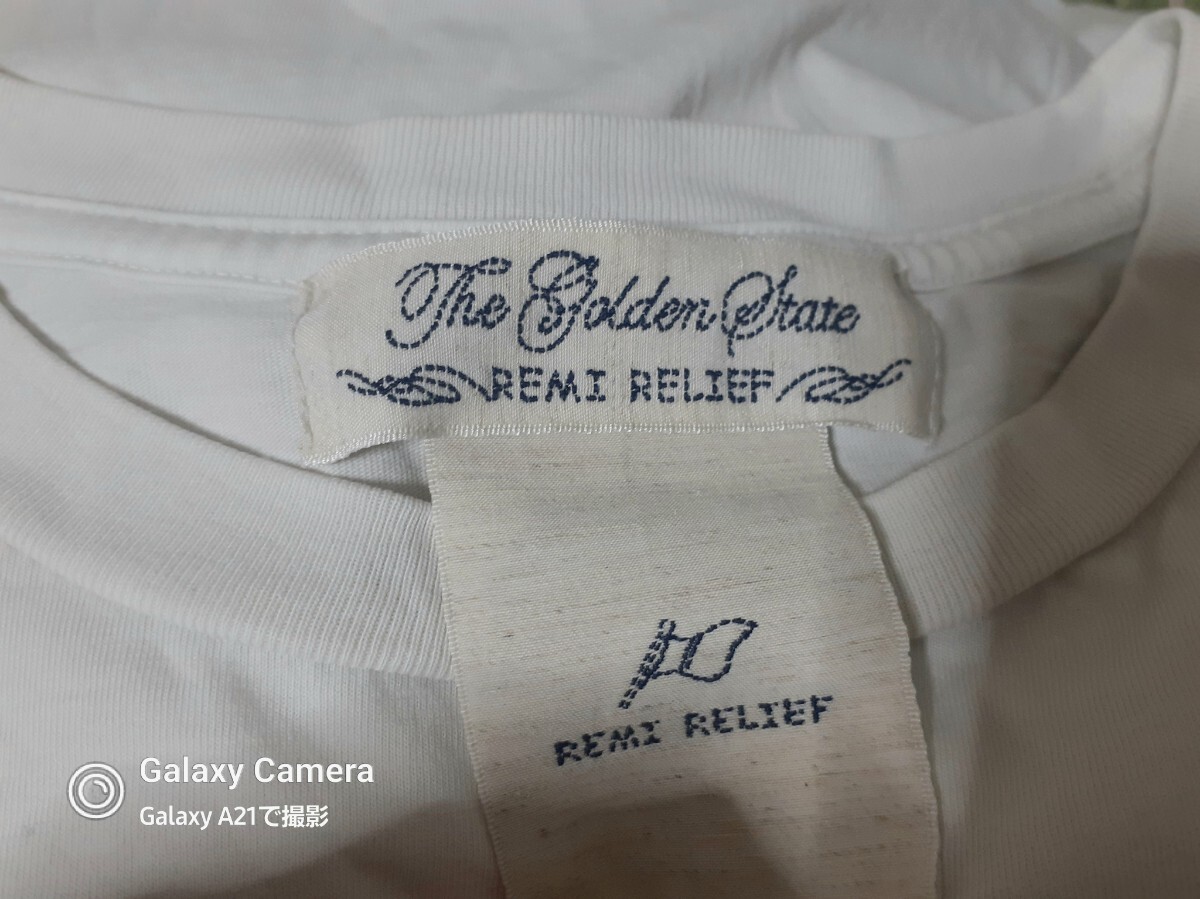 The Golden State
REMI RELIEF
REMI RELIEF
Galaxy Camera
Galaxy A21で撮影